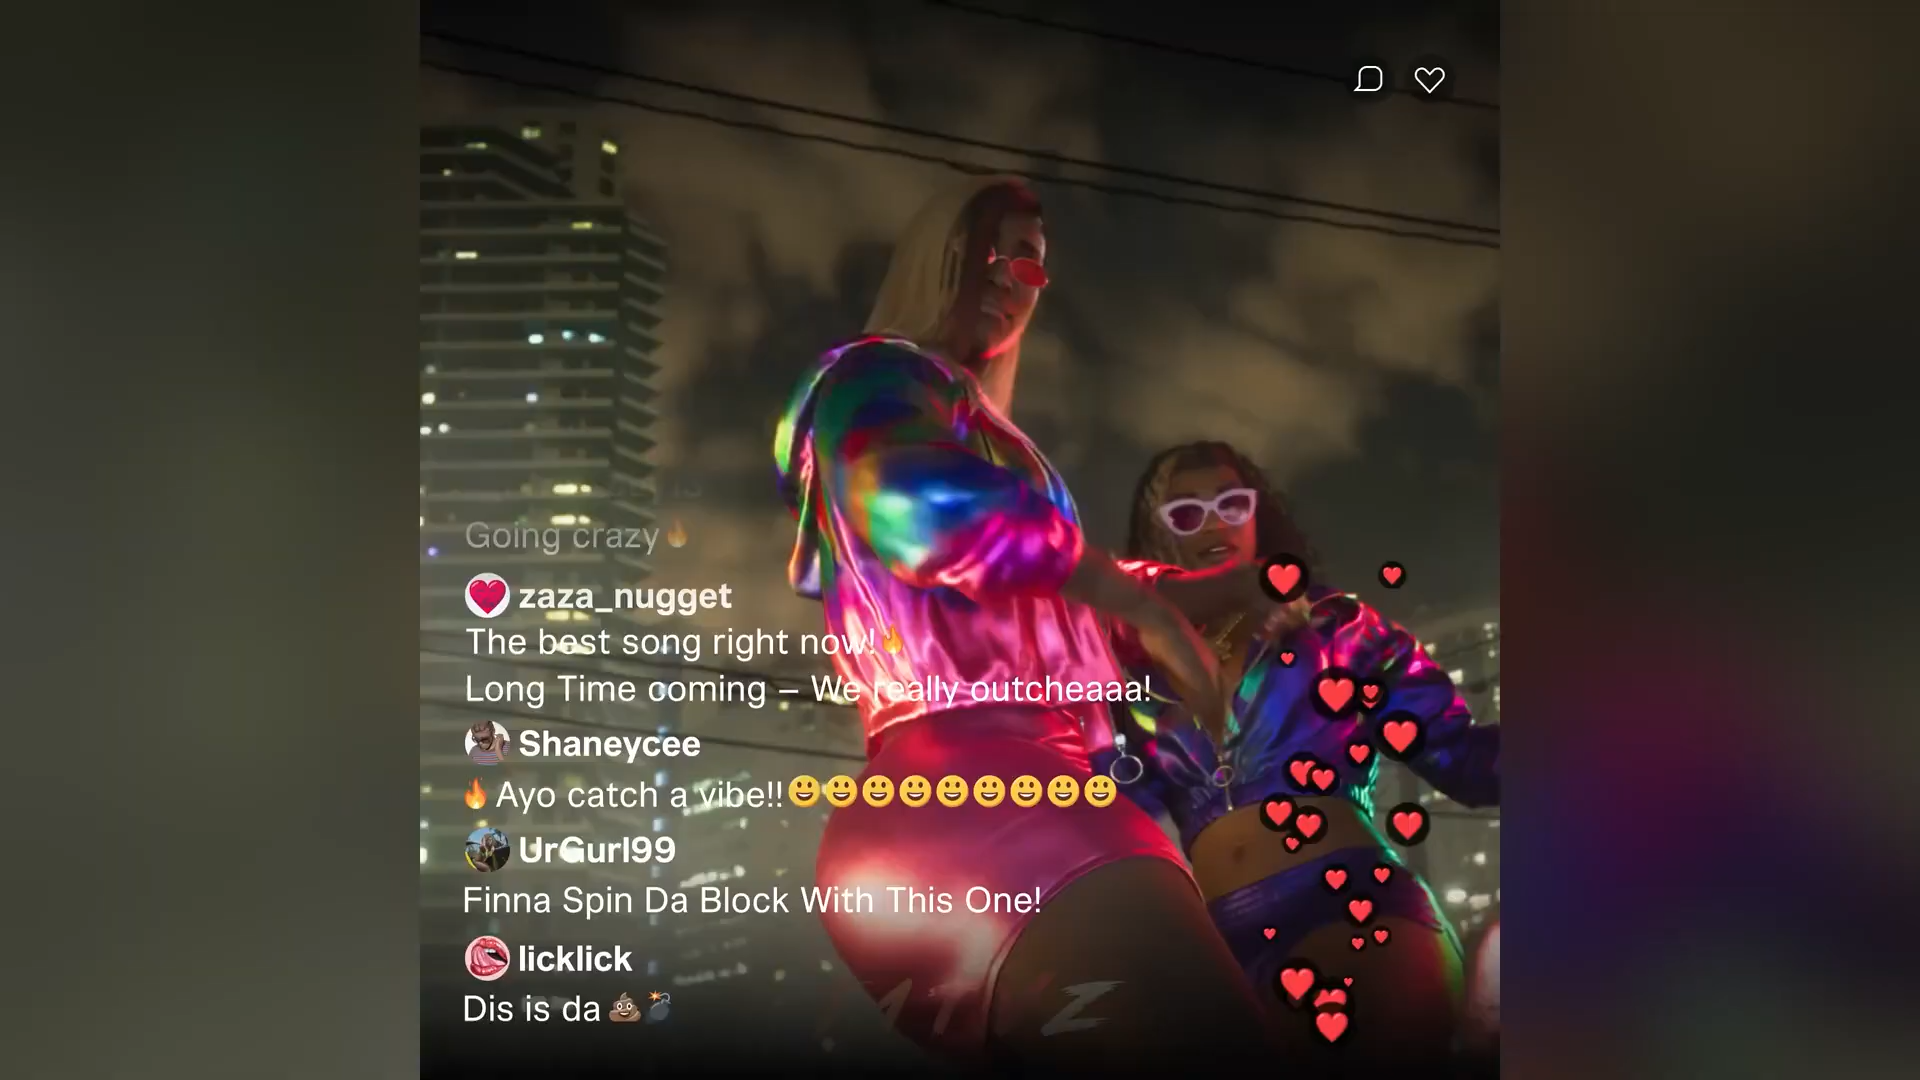 Going crazy🔥
zaza_nugget
The best song right now!🔥
Long Time coming – We really outcheaaa!
Shaneycee
🔥Ayo catch a vibe!!😀😀😀😀😀😀😀😀😀
UrGurl99
Finna Spin Da Block With This One!
licklick
Dis is da💩💣